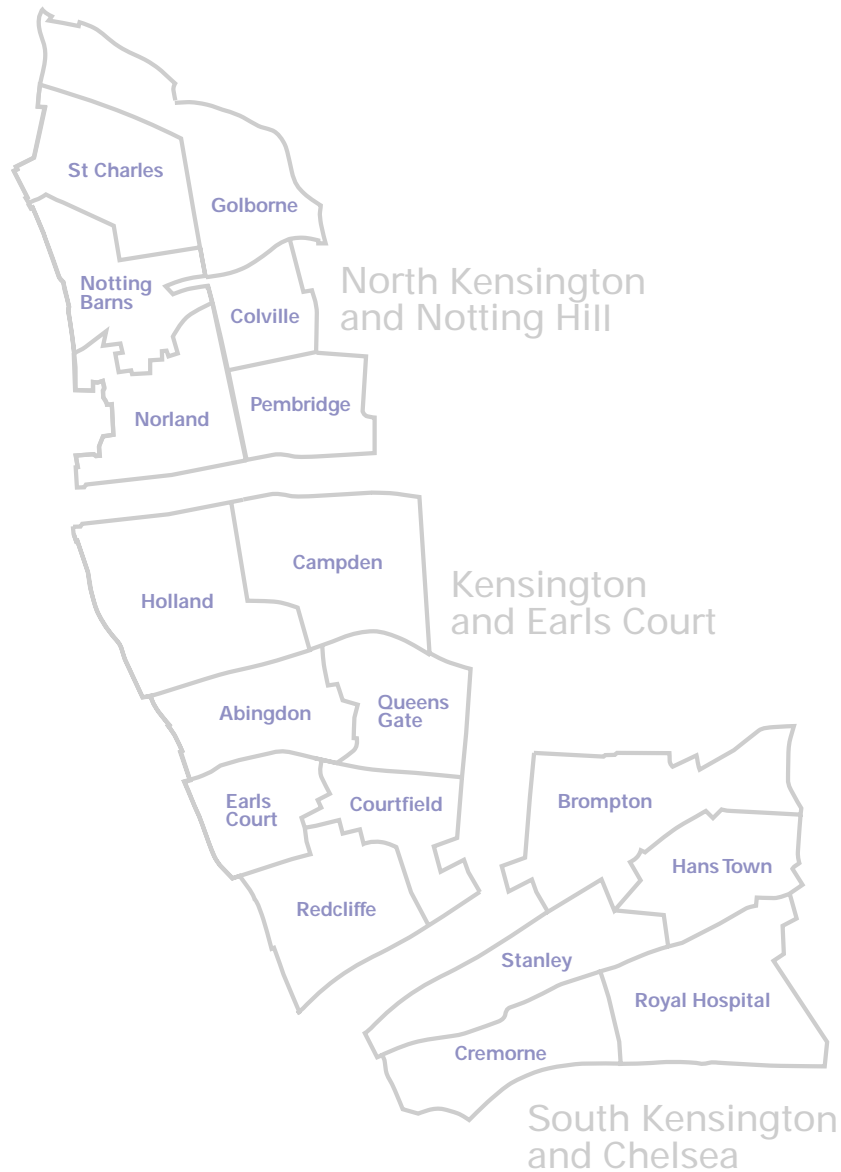 St Charles
Golborne
Notting
Barns
North Kensington
and Notting Hill
Colville
Pembridge
Norland
Campden
Kensington
and Earls Court
Holland
Abingdon
Queens
Gate
Earls
Court
Courtfield
Brompton
Hans Town
Redcliffe
Stanley
Royal Hospital
Cremorne
South Kensington
and Chelsea